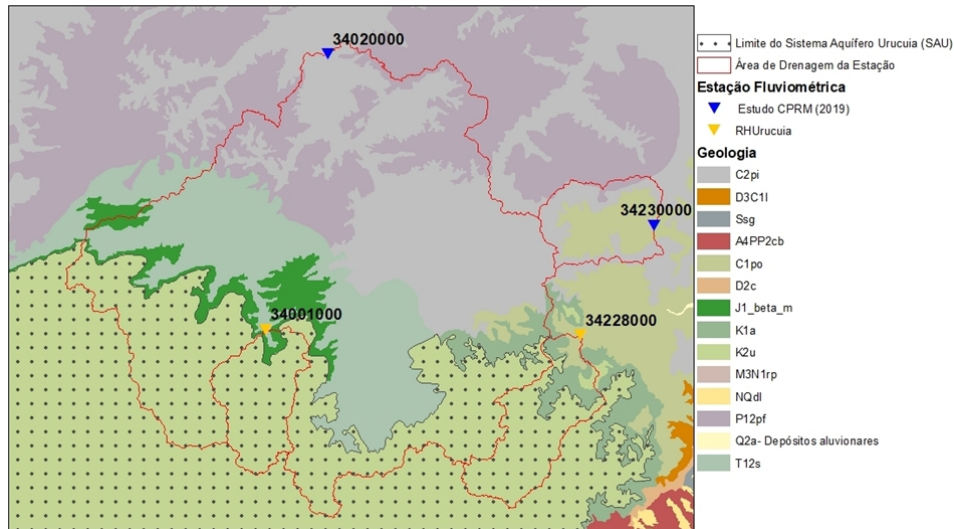 34020000
34230000
34001000
34228000
Limite do Sistema Aquífero Urucuia (SAU)
Área de Drenagem da Estação
Estação Fluviométrica
Estudo CPRM (2019)
RHUrucuia
Geologia
C2pi
D3C1l
Ssg
A4PP2cb
C1po
D2c
J1_beta_m
K1a
K2u
M3N1rp
NQdl
P12pf
Q2a- Depósitos aluvionares
T12s